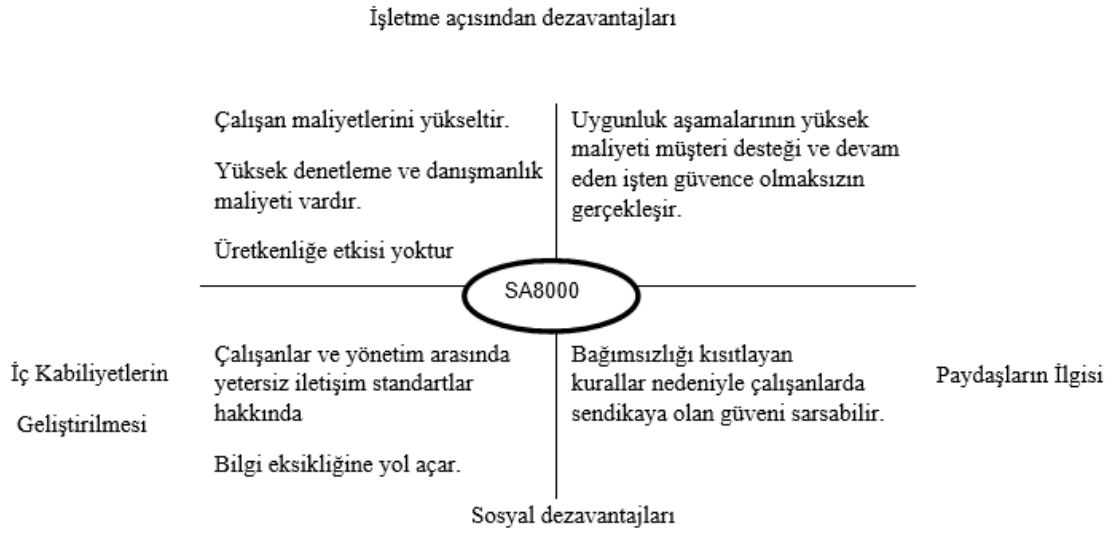 İşletme açısından dezavantajları
Çalışan maliyetlerini yükseltir.
Yüksek denetleme ve danışmanlık
maliyeti vardır.
Üretkenliğe etkisi yoktur
Uygunluk aşamalarının yüksek
maliyeti müşteri desteği ve devam
eden işten güvence olmaksızın
gerçekleşir.
SA8000
İç Kabiliyetlerin
Geliştirilmesi
Çalışanlar ve yönetim arasında
yetersiz iletişim standartlar
hakkında
Bilgi eksikliğine yol açar.
Bağımsızlığı kısıtlayan
kurallar nedeniyle çalışanlarda
sendikaya olan güveni sarsabilir.
Paydaşların İlgisi
Sosyal dezavantajları